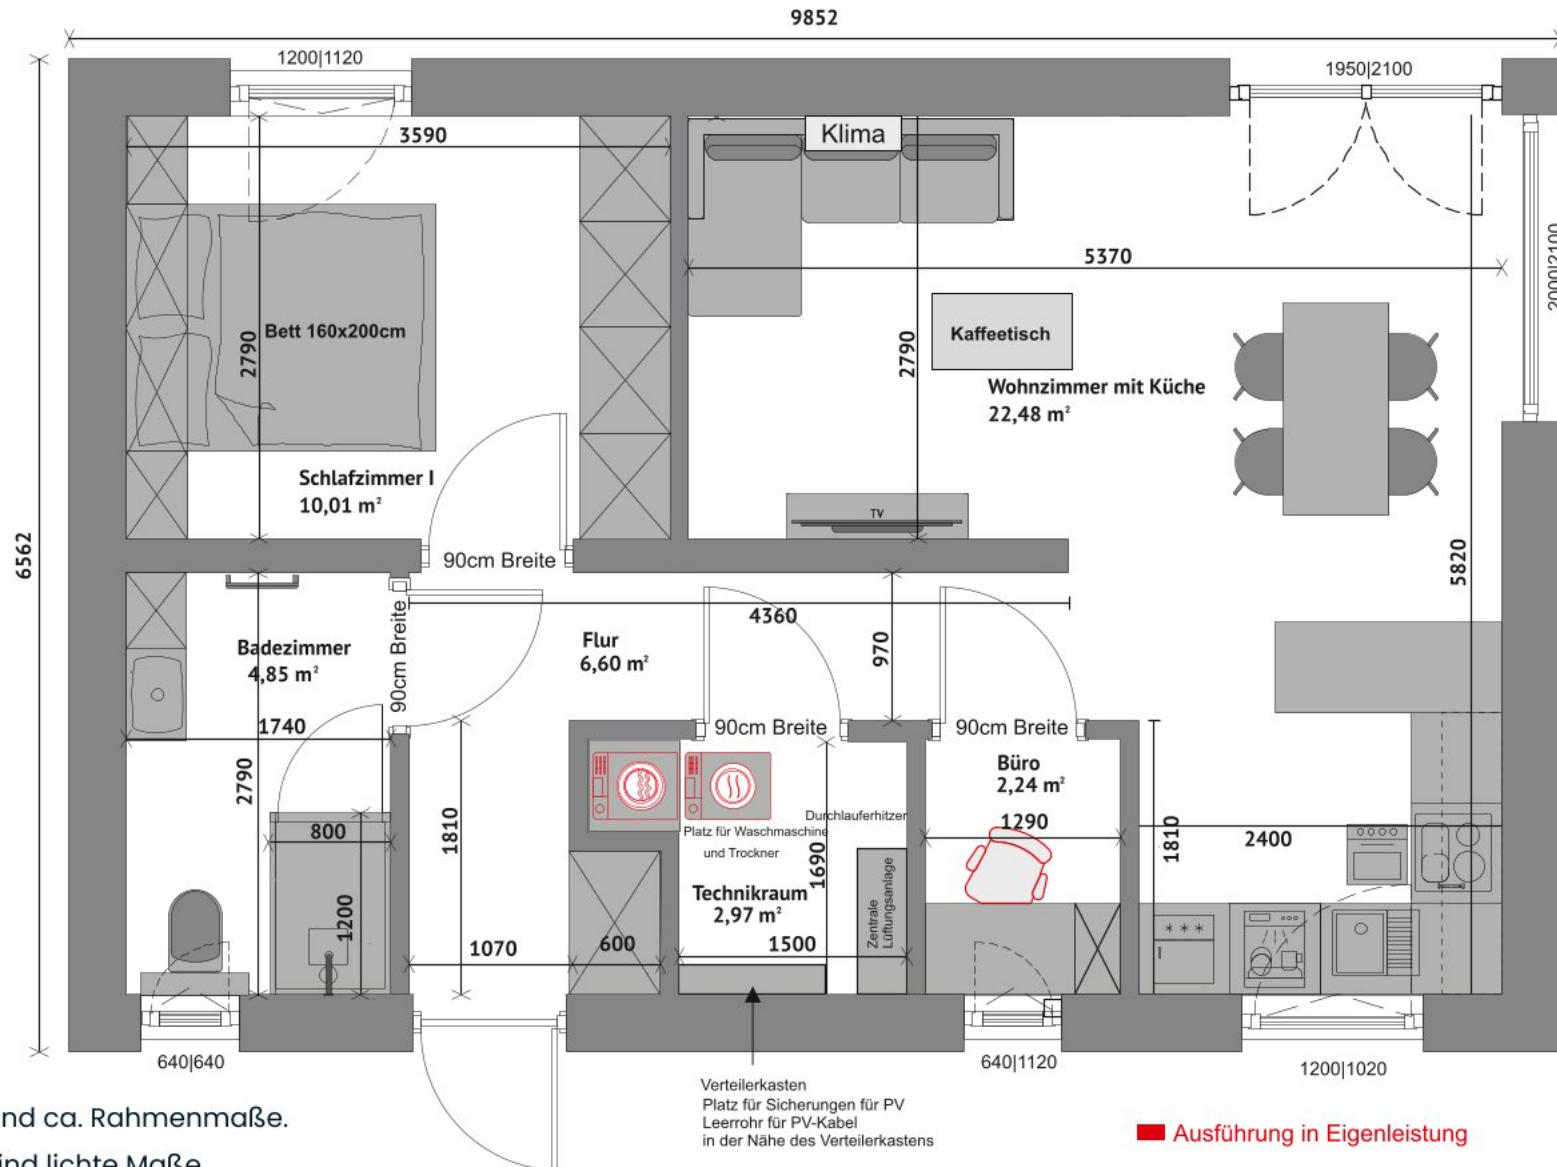 9852
1200|1120
1950|2100
3590
Klima
5370
2000|2100
Bett 160x200cm
2790
2790
Kaffeetisch
Wohnzimmer mit Küche
22,48 m²
Schlafzimmer I
10,01 m²
TV
6562
90cm Breite
5820
4360
90cm Breite
Badezimmer
4,85 m²
Flur
6,60 m²
970
1740
90cm Breite
90cm Breite
2790
Büro
2,24 m²
800
1810
Durchlauferhitzer
Platz für Waschmaschine
und Trockner
1690
1290
1810
2400
Technikraum
2,97 m²
Zentrale
Lüftungsanlage
1200
1070
600
1500
640|640
640|1120
1200|1020
Verteilerkasten
Platz für Sicherungen für PV
Leerrohr für PV-Kabel
in der Nähe des Verteilerkastens
nd ca. Rahmenmaße.
ind lichte Maße
Ausführung in Eigenleistung